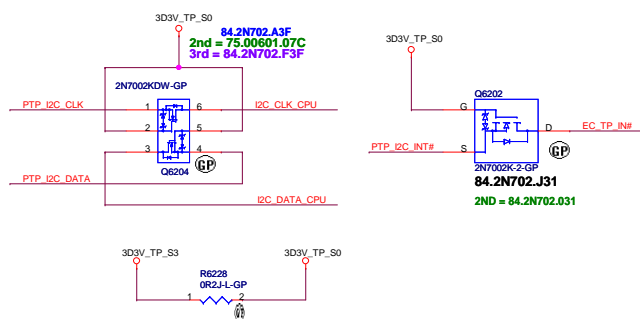 3D3V_TP_S0
84.2N702.A3F
2nd = 75.00601.07C
3rd = 84.2N702.F3F
2N7002KDW-GP
PTP_I2C_CLK
1
6
I2C_CLK_CPU
2
5
3
4
GP
Q6204
PTP_I2C_DATA
I2C_DATA_CPU
3D3V_TP_S0
Q6202
G
D
EC_TP_IN#
PTP_I2C_INT#
S
GP
2N7002K-2-GP
84.2N702.J31
2ND = 84.2N702.031
3D3V_TP_S3
3D3V_TP_S0
R6228
0R2J-L-GP
1
2
GP